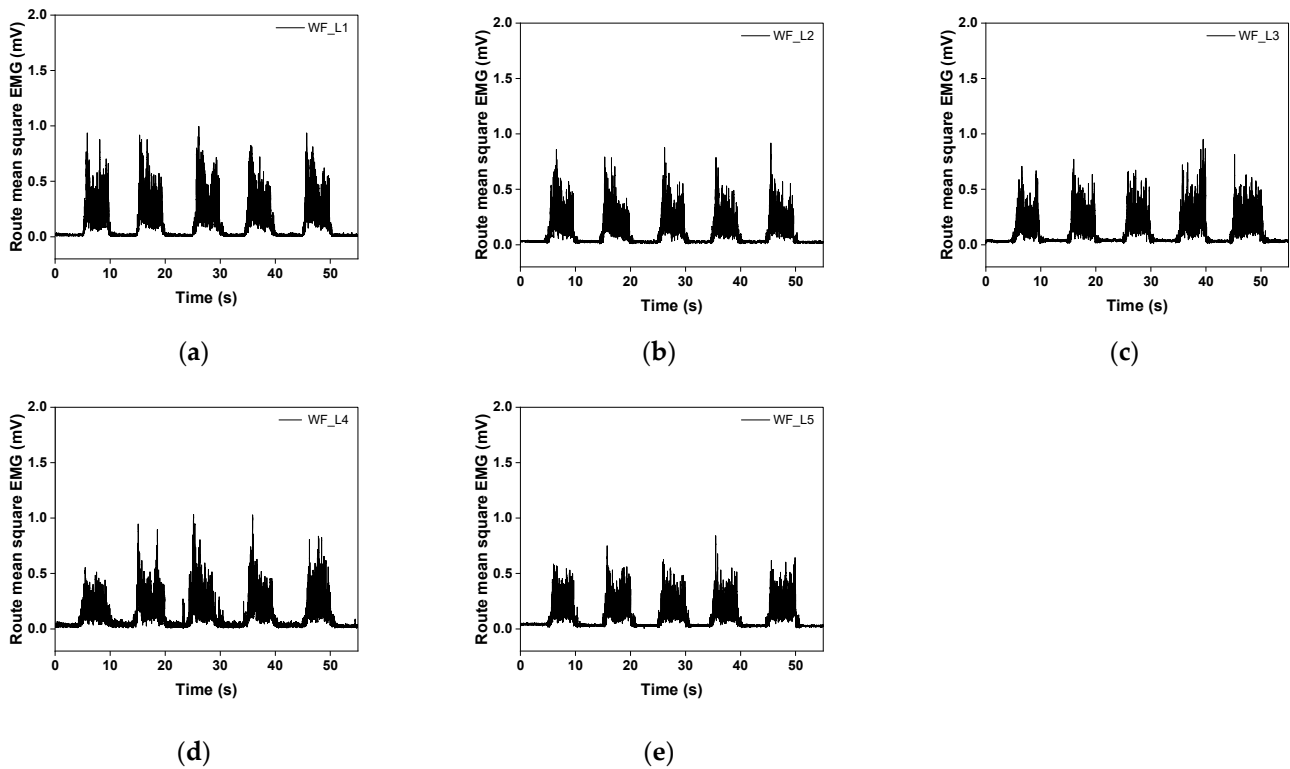 2.0
WF_L1
1.5
1.0
0.5
0.0
Route mean square EMG (mV)
0 10 20 30 40 50
Time (s)
(a)
2.0
WF_L2
1.5
1.0
0.5
0.0
Route mean square EMG (mV)
0 10 20 30 40 50
Time (s)
(b)
2.0
WF_L3
1.5
1.0
0.5
0.0
Route mean square EMG (mV)
0 10 20 30 40 50
Time (s)
(c)
2.0
WF_L4
1.5
1.0
0.5
0.0
Route mean square EMG (mV)
0 10 20 30 40 50
Time (s)
(d)
2.0
WF_L5
1.5
1.0
0.5
0.0
Route mean square EMG (mV)
0 10 20 30 40 50
Time (s)
(e)